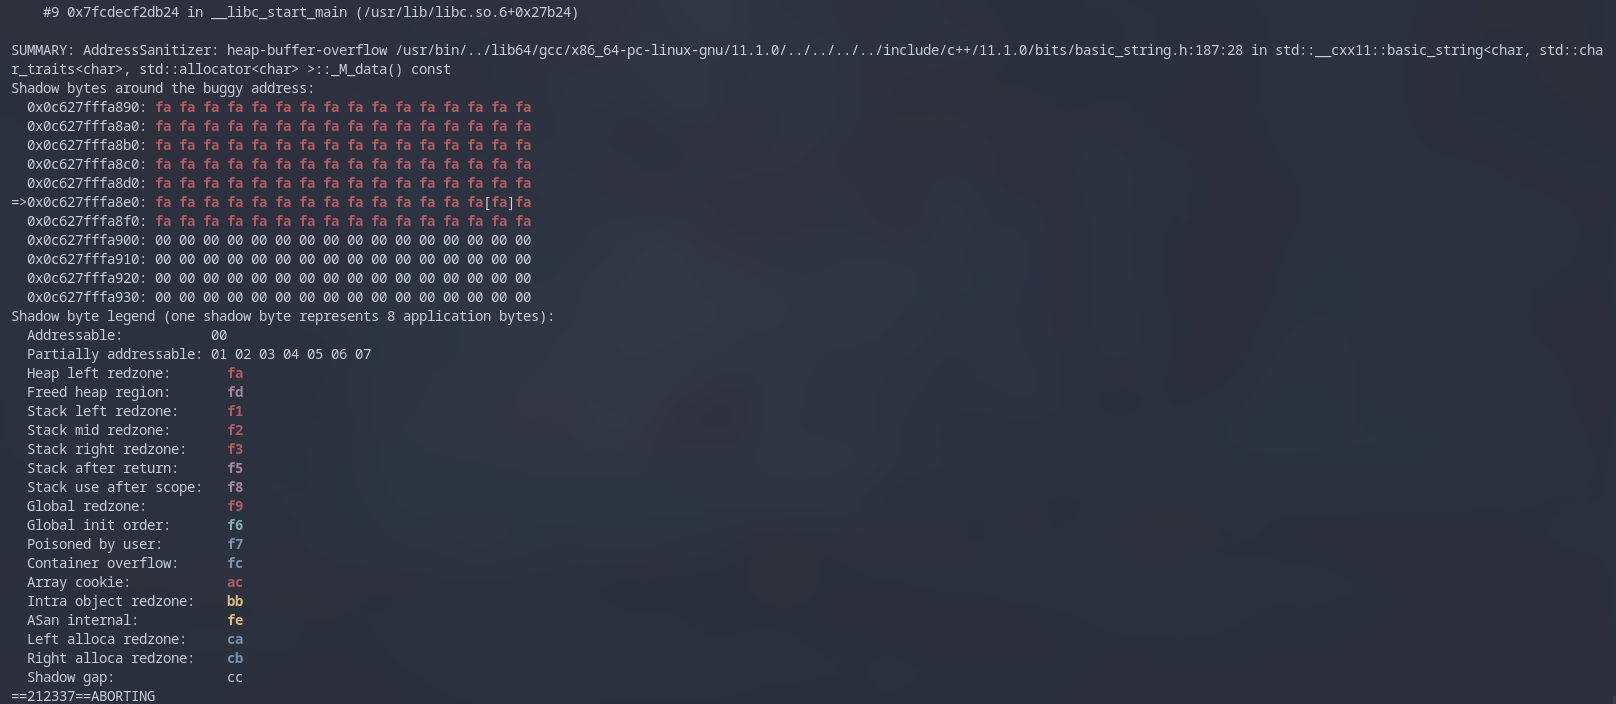 #9 0x7fcdecf2db24 in __libc_start_main (/usr/lib/libc.so.6+0x27b24)
SUMMARY: AddressSanitizer: heap-buffer-overflow /usr/bin/../lib64/gcc/x86_64-pc-linux-gnu/11.1.0/../../../../include/c++/11.1.0/bits/basic_string.h:187:28 in std::__cxx11::basic_string<char, std::cha
r_traits<char>, std::allocator<char> >::_M_data() const
Shadow bytes around the buggy address:
  0x0c627fffa890: fa fa fa fa fa fa fa fa fa fa fa fa fa fa fa fa
  0x0c627fffa8a0: fa fa fa fa fa fa fa fa fa fa fa fa fa fa fa fa
  0x0c627fffa8b0: fa fa fa fa fa fa fa fa fa fa fa fa fa fa fa fa
  0x0c627fffa8c0: fa fa fa fa fa fa fa fa fa fa fa fa fa fa fa fa
  0x0c627fffa8d0: fa fa fa fa fa fa fa fa fa fa fa fa fa fa fa fa
=>0x0c627fffa8e0: fa fa fa fa fa fa fa fa fa fa fa fa fa fa[fa]fa
  0x0c627fffa8f0: fa fa fa fa fa fa fa fa fa fa fa fa fa fa fa fa
  0x0c627fffa900: 00 00 00 00 00 00 00 00 00 00 00 00 00 00 00 00
  0x0c627fffa910: 00 00 00 00 00 00 00 00 00 00 00 00 00 00 00 00
  0x0c627fffa920: 00 00 00 00 00 00 00 00 00 00 00 00 00 00 00 00
  0x0c627fffa930: 00 00 00 00 00 00 00 00 00 00 00 00 00 00 00 00
Shadow byte legend (one shadow byte represents 8 application bytes):
  Addressable:           00
  Partially addressable: 01 02 03 04 05 06 07
  Heap left redzone:       fa
  Freed heap region:       fd
  Stack left redzone:      f1
  Stack mid redzone:       f2
  Stack right redzone:     f3
  Stack after return:      f5
  Stack use after scope:   f8
  Global redzone:          f9
  Global init order:       f6
  Poisoned by user:        f7
  Container overflow:      fc
  Array cookie:            ac
  Intra object redzone:    bb
  ASan internal:           fe
  Left alloca redzone:     ca
  Right alloca redzone:    cb
  Shadow gap:              cc
==212337==ABORTING